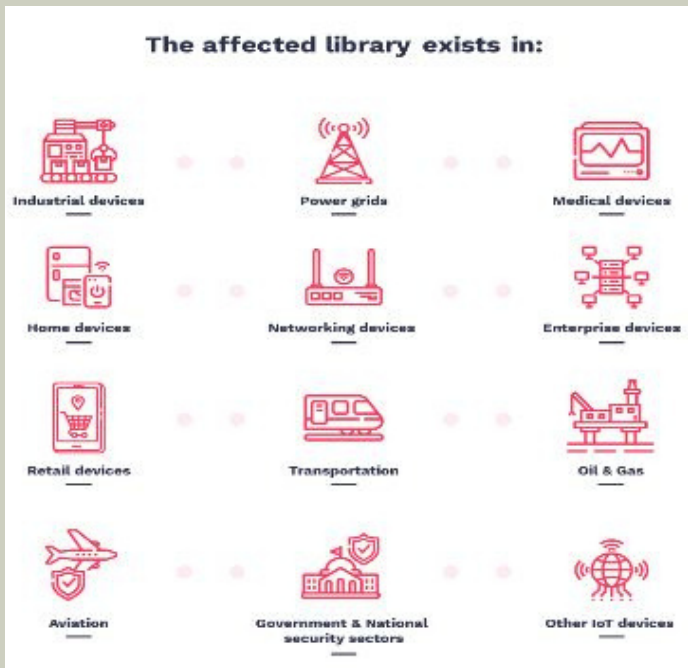 The affected library exists in:
Industrial devices
Power grids
Medical devices
Home devices
Networking devices
Enterprise devices
Retail devices
Transportation
Oil & Gas
Aviation
Government & National
security sectors
Other IoT devices